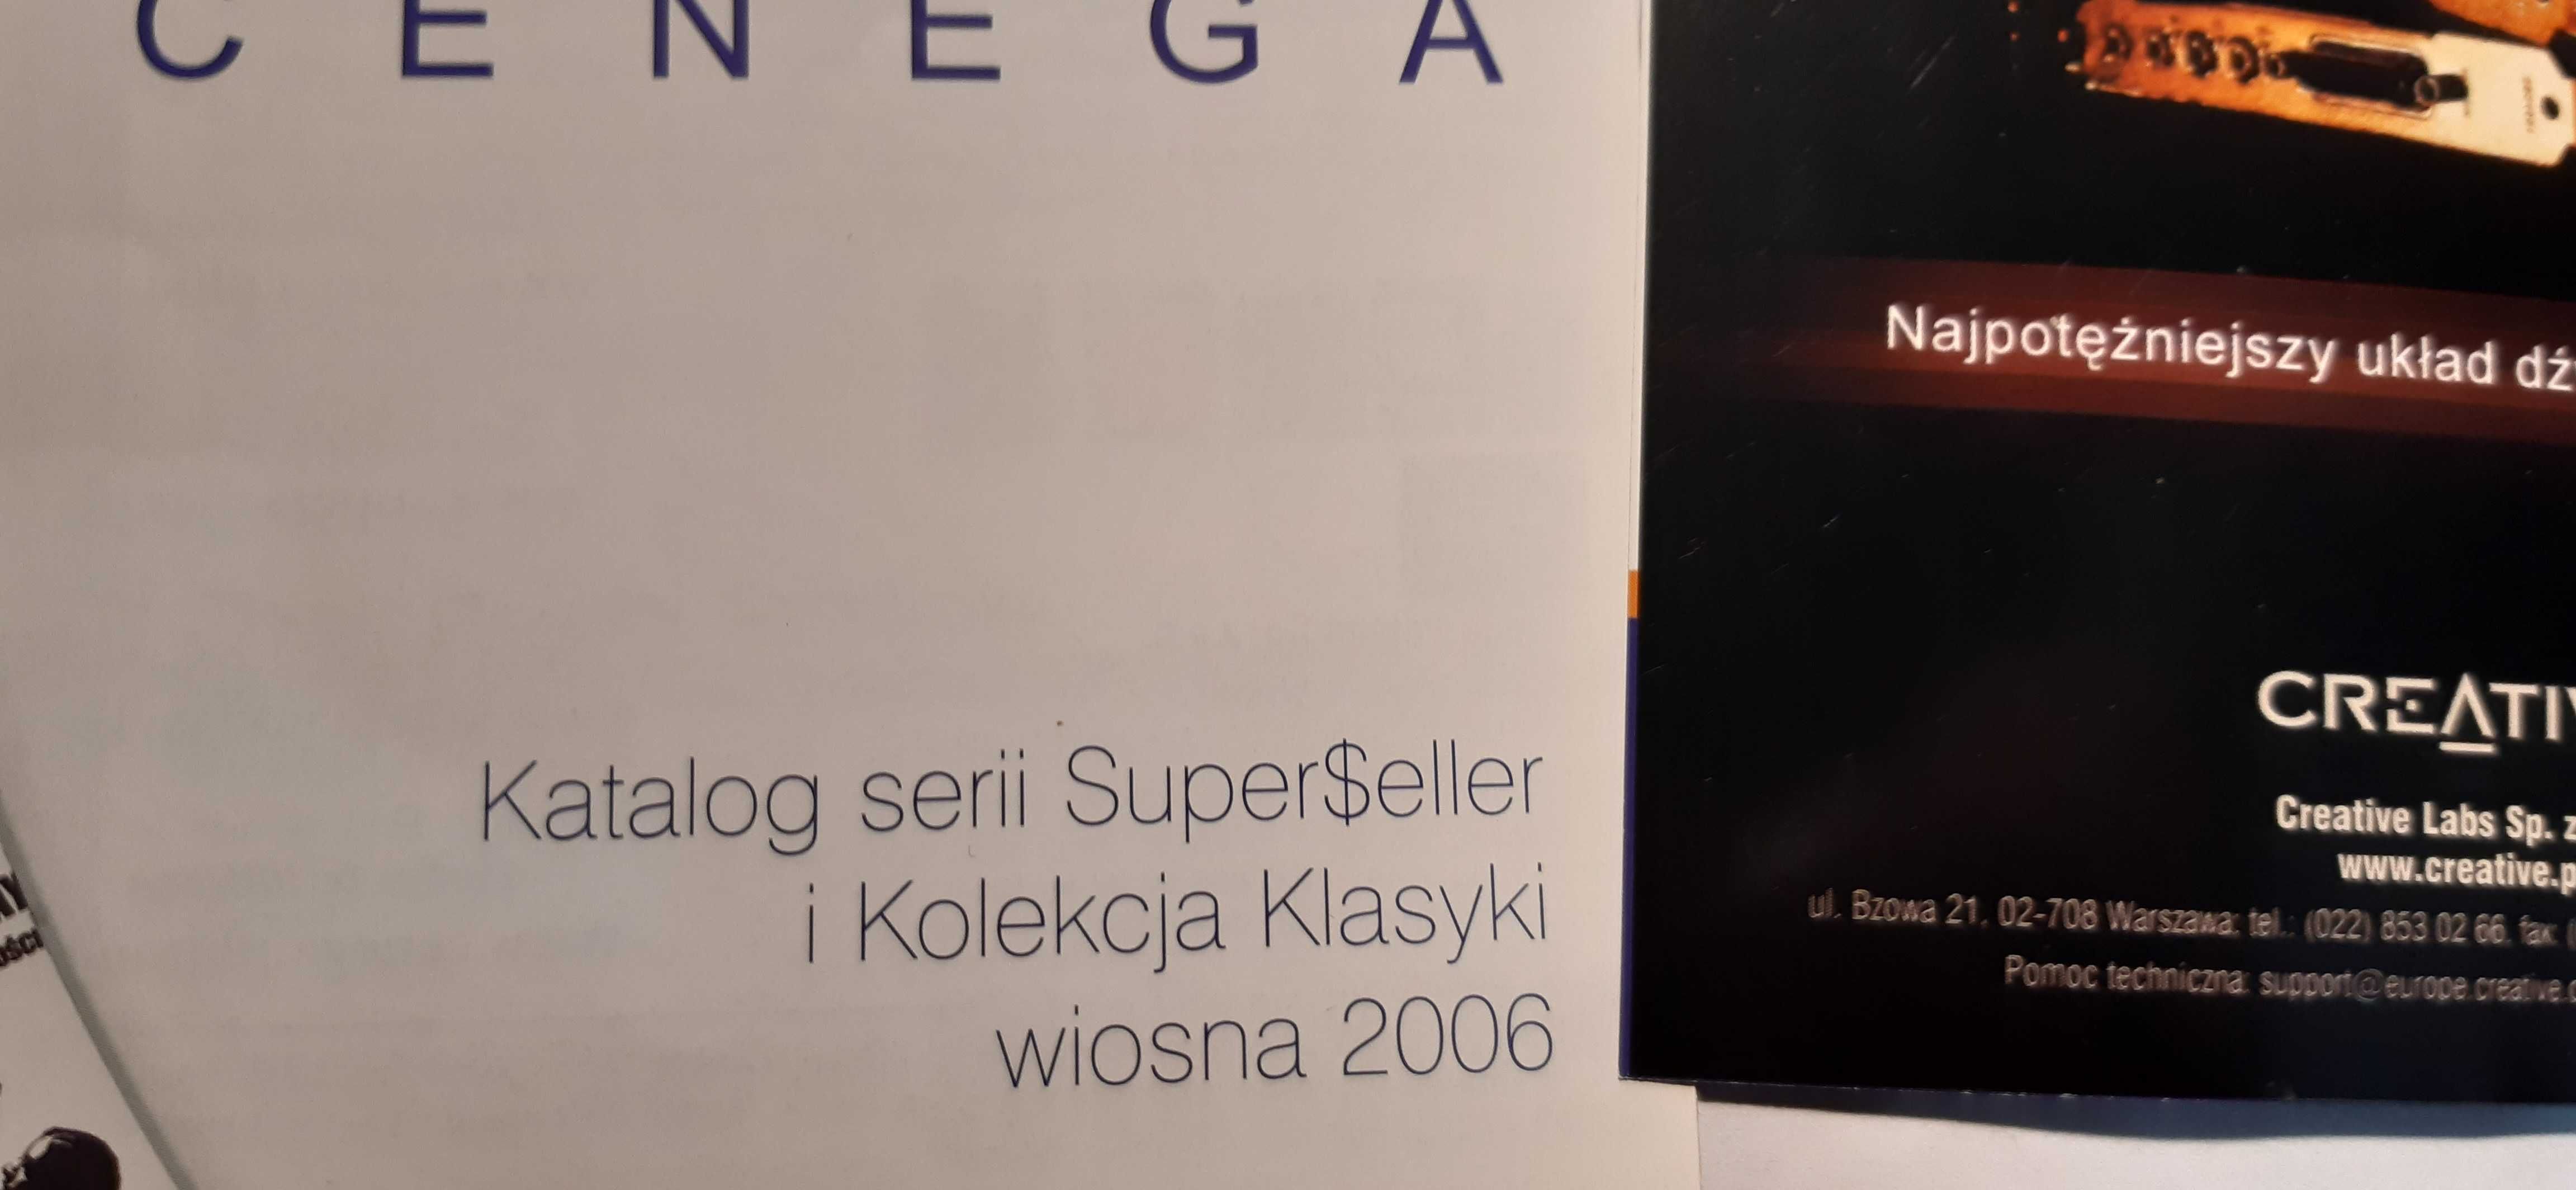 CENEGA
Katalog serii Super$eller
i Kolekcja Klasyki
wiosna 2006
Najpotężniejszy układ
CREATIV
Creative Labs Sp. z
www.creative.p
ul. Bzowa 21, 02-708 Warszawa; tel.: (022) 853 02 66, fax: (
Pomoc techniczna: support@europe.creative.